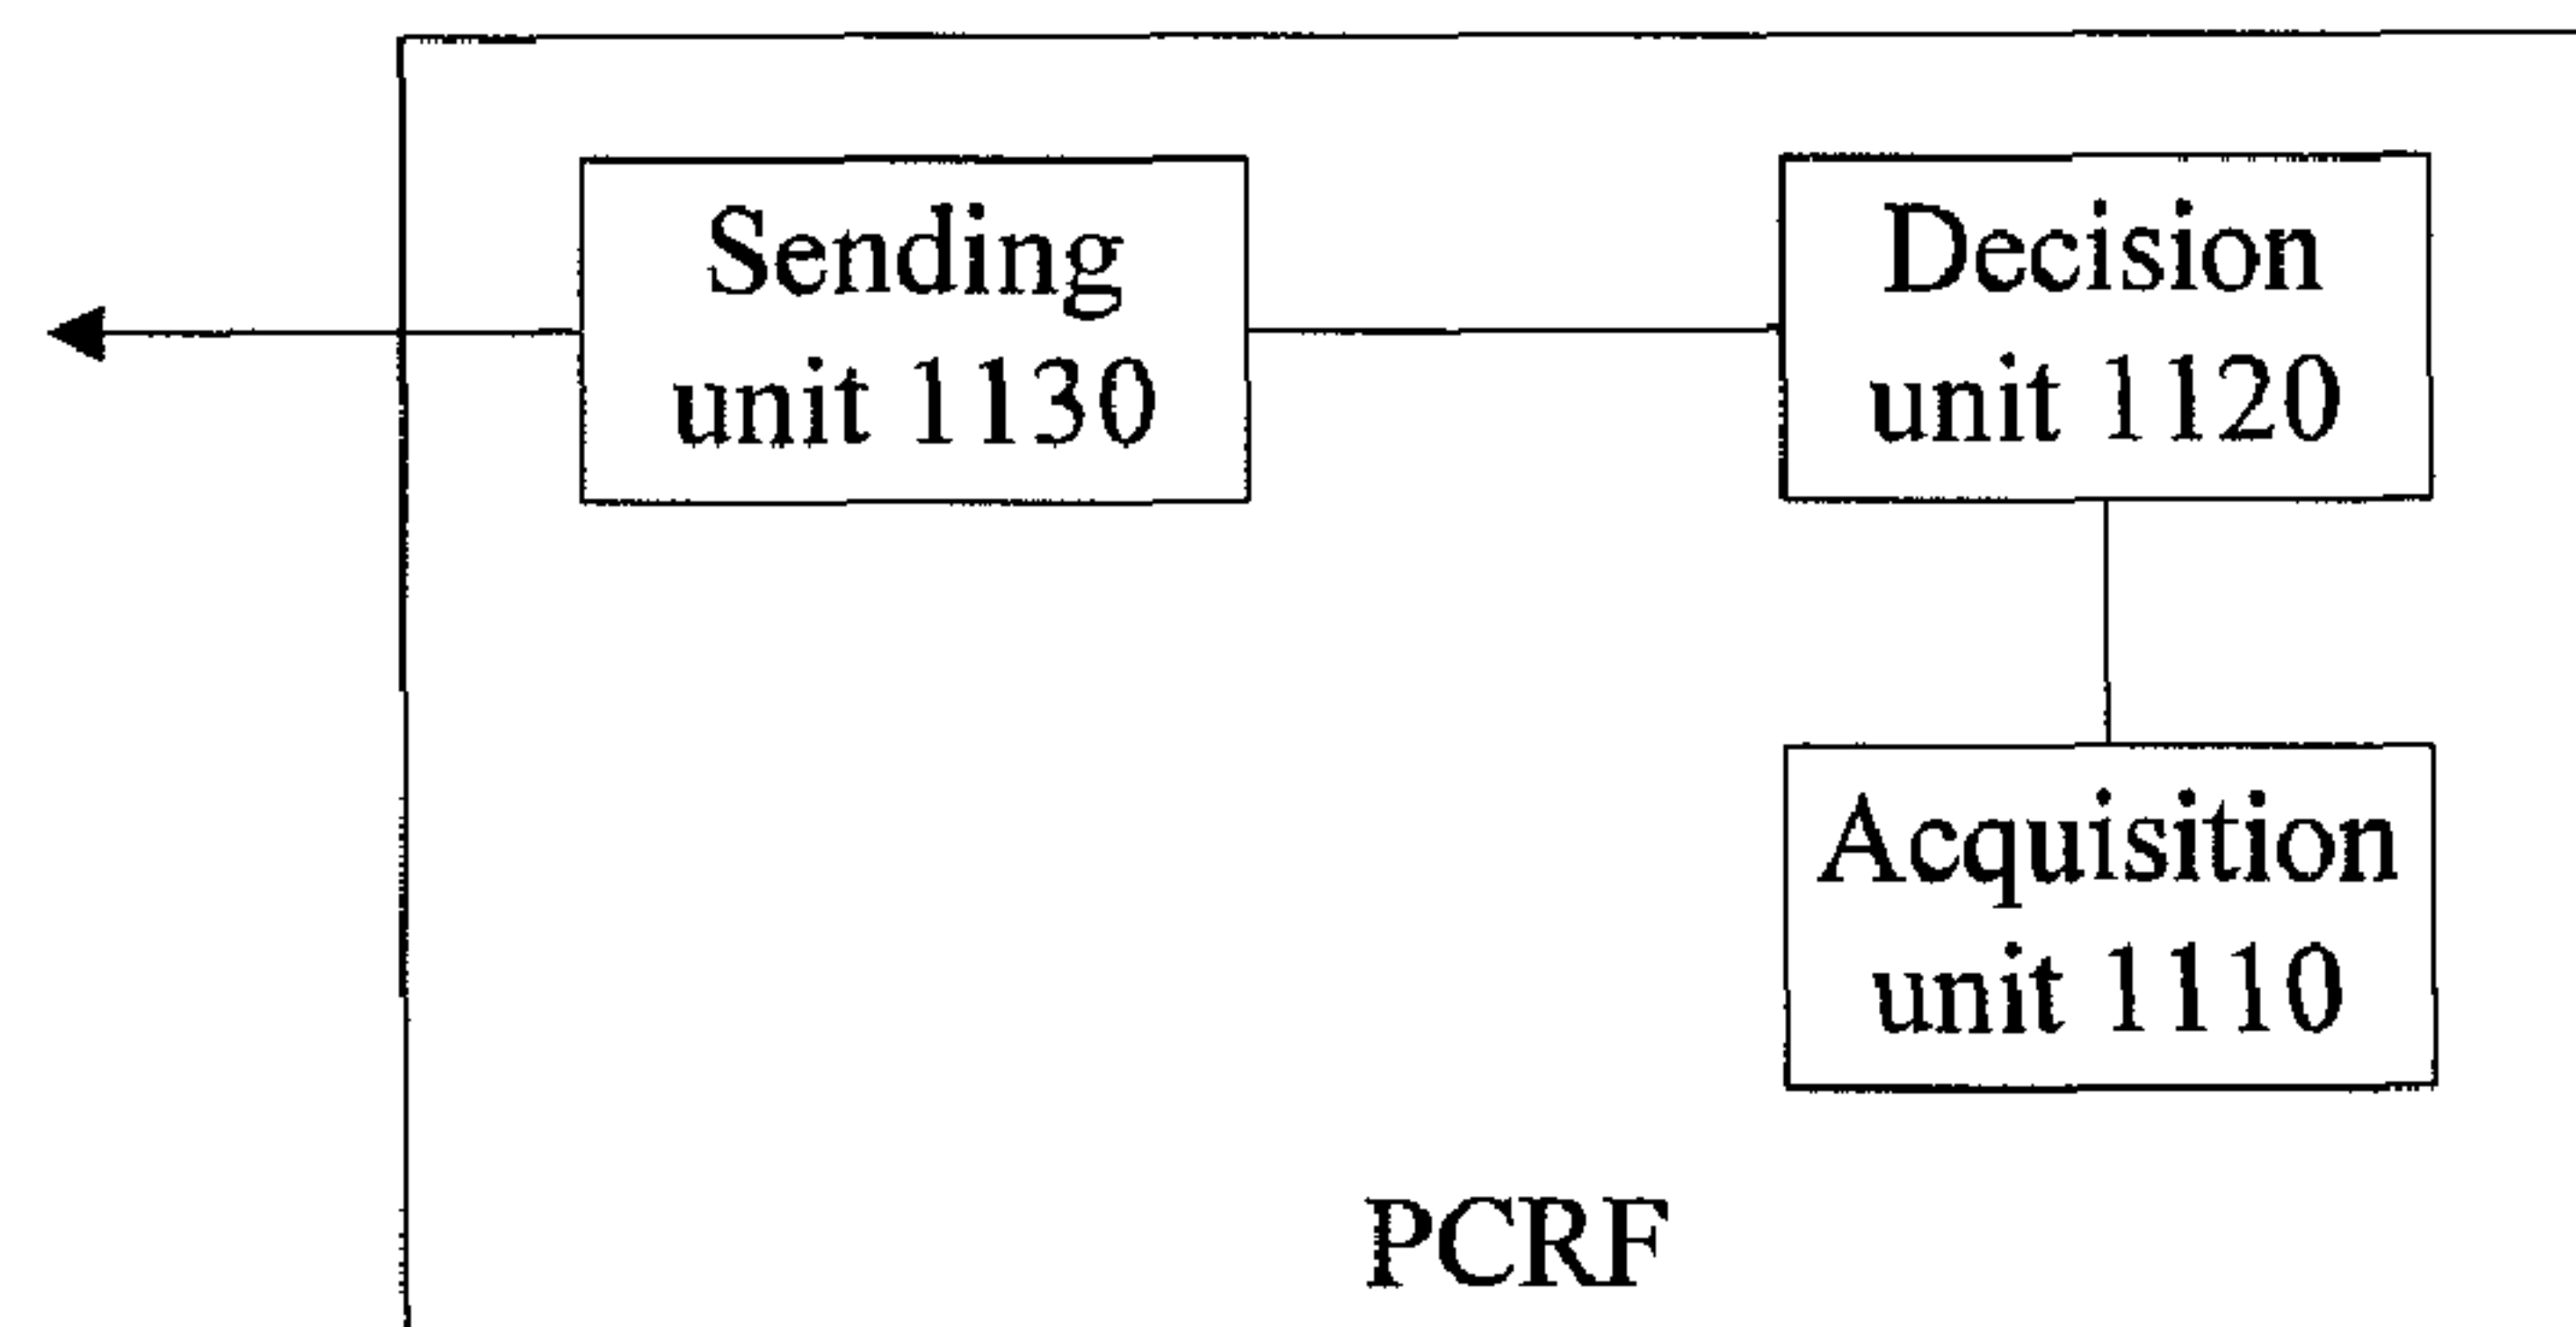 Sending
unit 1130
Decision
unit 1120
Acquisition
unit 1110
PCRF